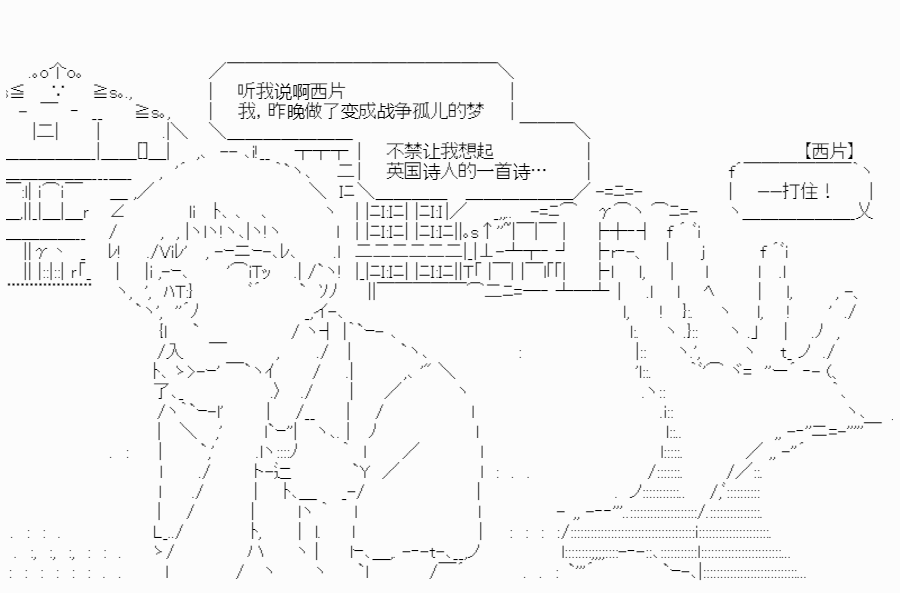 听我说啊西片
我，昨晚做了变成战争孤儿的梦
不禁让我想起
英国诗人的一首诗…
【西片】
──打住！